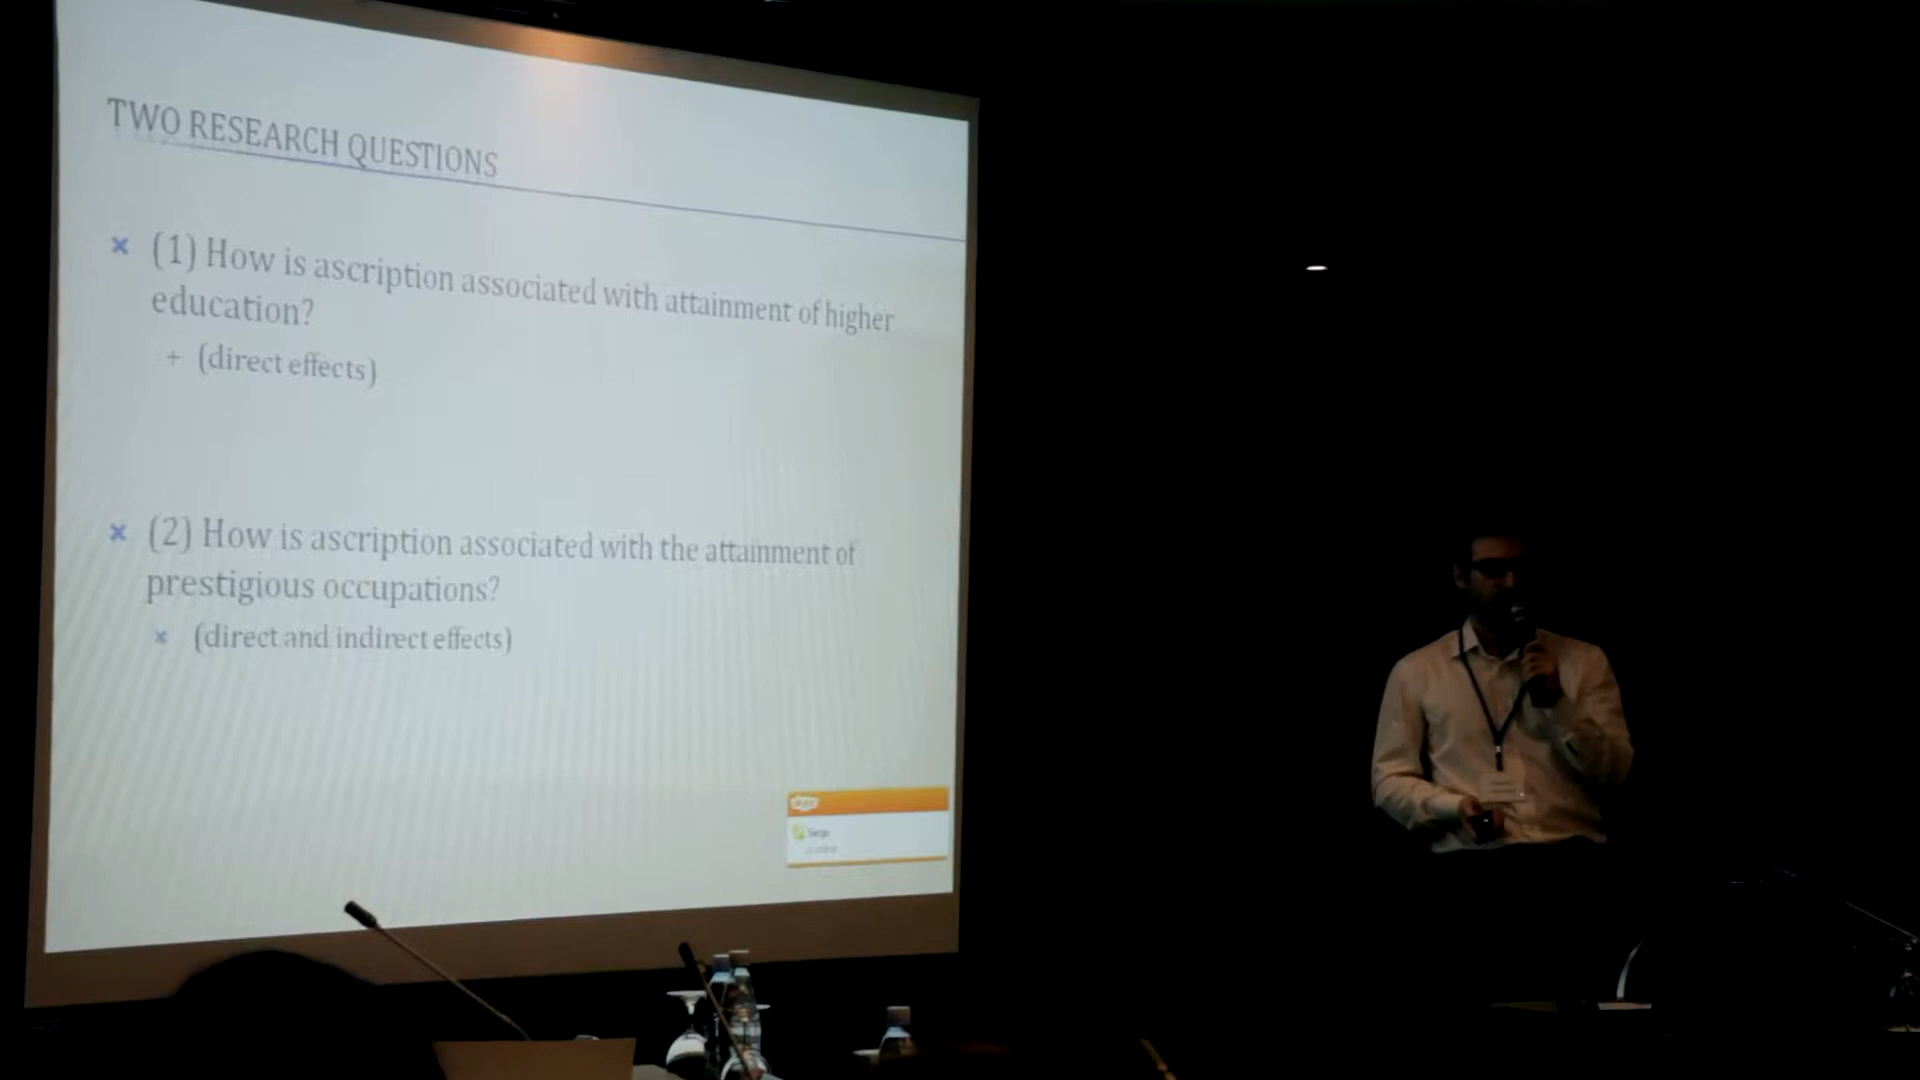 TWO RESEARCH QUESTIONS
(1) How is ascription associated with attainment of higher
education?
+ (direct effects)
(2) How is ascription associated with the attainment of
prestigious occupations?
(direct and indirect effects)
skype